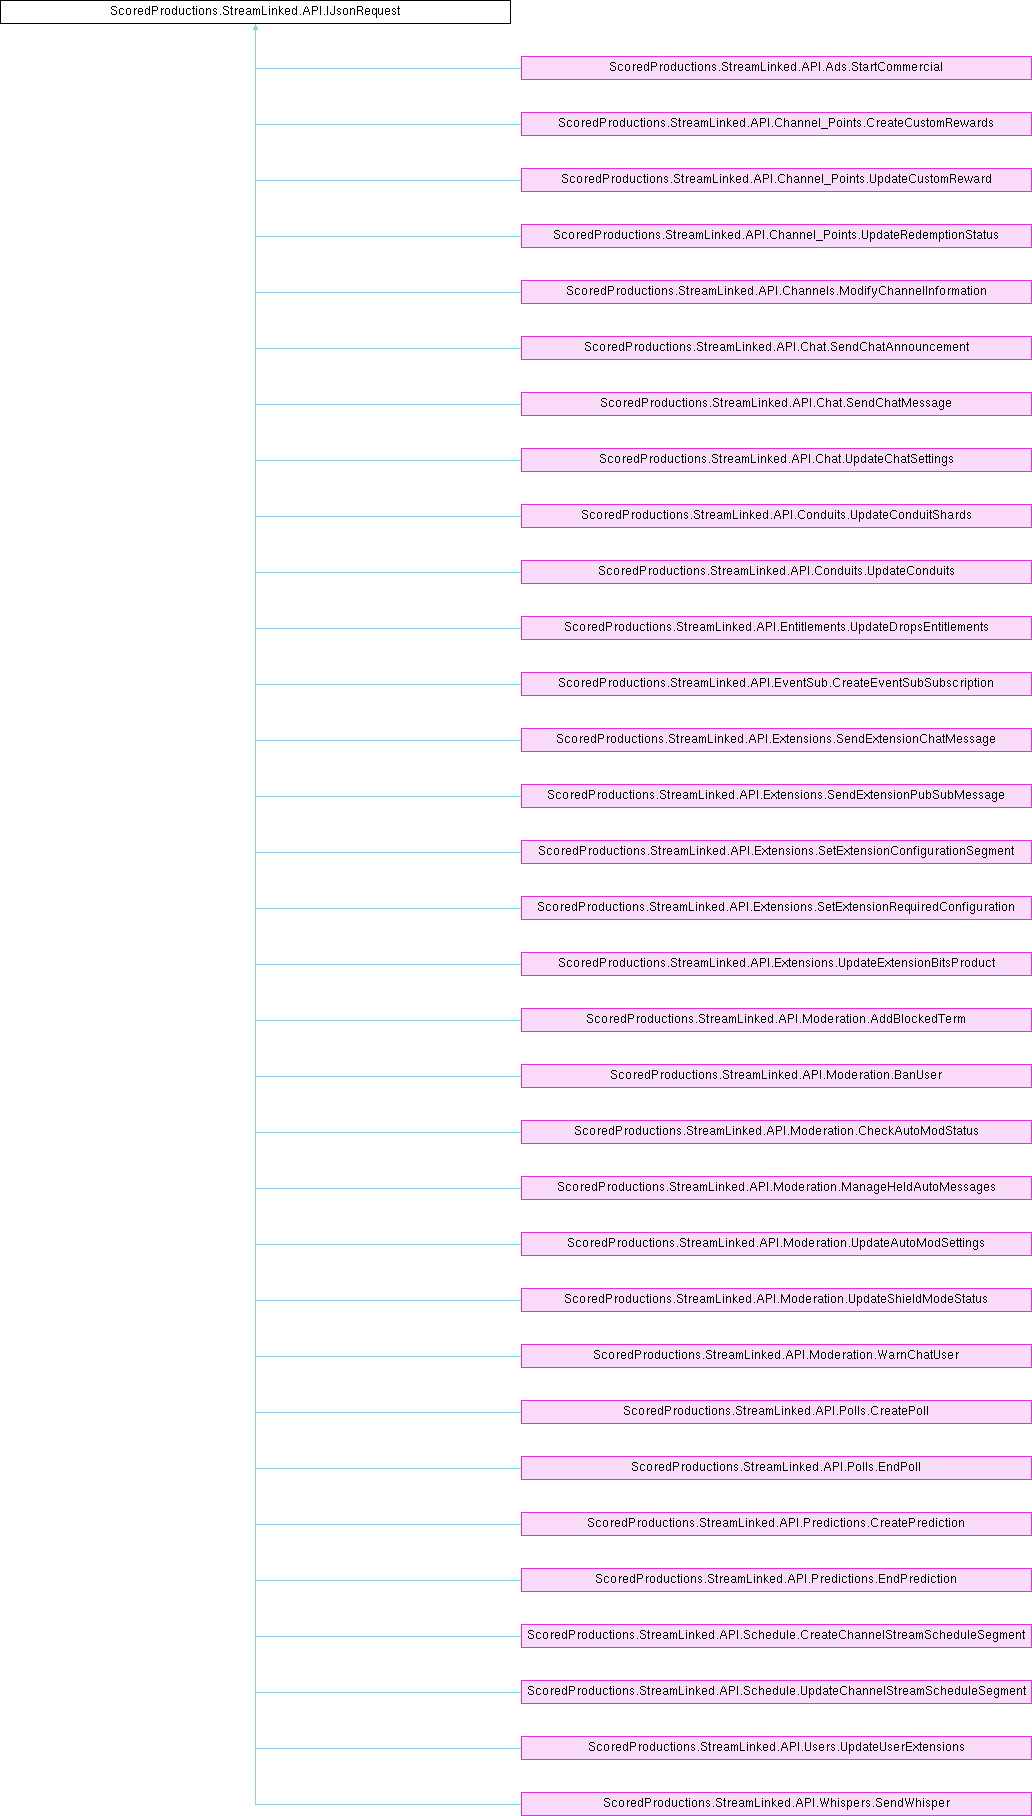 ScoredProductions.StreamLinked.API.IJsonRequest
ScoredProductions.StreamLinked.API.Ads.StartCommercial
ScoredProductions.StreamLinked.API.Channel_Points.CreateCustomRewards
ScoredProductions.StreamLinked.API.Channel_Points.UpdateCustomReward
ScoredProductions.StreamLinked.API.Channel_Points.UpdateRedemptionStatus
ScoredProductions.StreamLinked.API.Channels.ModifyChannelInformation
ScoredProductions.StreamLinked.API.Chat.SendChatAnnouncement
ScoredProductions.StreamLinked.API.Chat.SendChatMessage
ScoredProductions.StreamLinked.API.Chat.UpdateChatSettings
ScoredProductions.StreamLinked.API.Conduits.UpdateConduitShards
ScoredProductions.StreamLinked.API.Conduits.UpdateConduits
ScoredProductions.StreamLinked.API.Entitlements.UpdateDropsEntitlements
ScoredProductions.StreamLinked.API.EventSub.CreateEventSubSubscription
ScoredProductions.StreamLinked.API.Extensions.SendExtensionChatMessage
ScoredProductions.StreamLinked.API.Extensions.SendExtensionPubSubMessage
ScoredProductions.StreamLinked.API.Extensions.SetExtensionConfigurationSegment
ScoredProductions.StreamLinked.API.Extensions.SetExtensionRequiredConfiguration
ScoredProductions.StreamLinked.API.Extensions.UpdateExtensionBitsProduct
ScoredProductions.StreamLinked.API.Moderation.AddBlockedTerm
ScoredProductions.StreamLinked.API.Moderation.BanUser
ScoredProductions.StreamLinked.API.Moderation.CheckAutoModStatus
ScoredProductions.StreamLinked.API.Moderation.ManageHeldAutoMessages
ScoredProductions.StreamLinked.API.Moderation.UpdateAutoModSettings
ScoredProductions.StreamLinked.API.Moderation.UpdateShieldModeStatus
ScoredProductions.StreamLinked.API.Moderation.WarnChatUser
ScoredProductions.StreamLinked.API.Polls.CreatePoll
ScoredProductions.StreamLinked.API.Polls.EndPoll
ScoredProductions.StreamLinked.API.Predictions.CreatePrediction
ScoredProductions.StreamLinked.API.Predictions.EndPrediction
ScoredProductions.StreamLinked.API.Schedule.CreateChannelStreamScheduleSegment
ScoredProductions.StreamLinked.API.Schedule.UpdateChannelStreamScheduleSegment
ScoredProductions.StreamLinked.API.Users.UpdateUserExtensions
ScoredProductions.StreamLinked.API.Whispers.SendWhisper